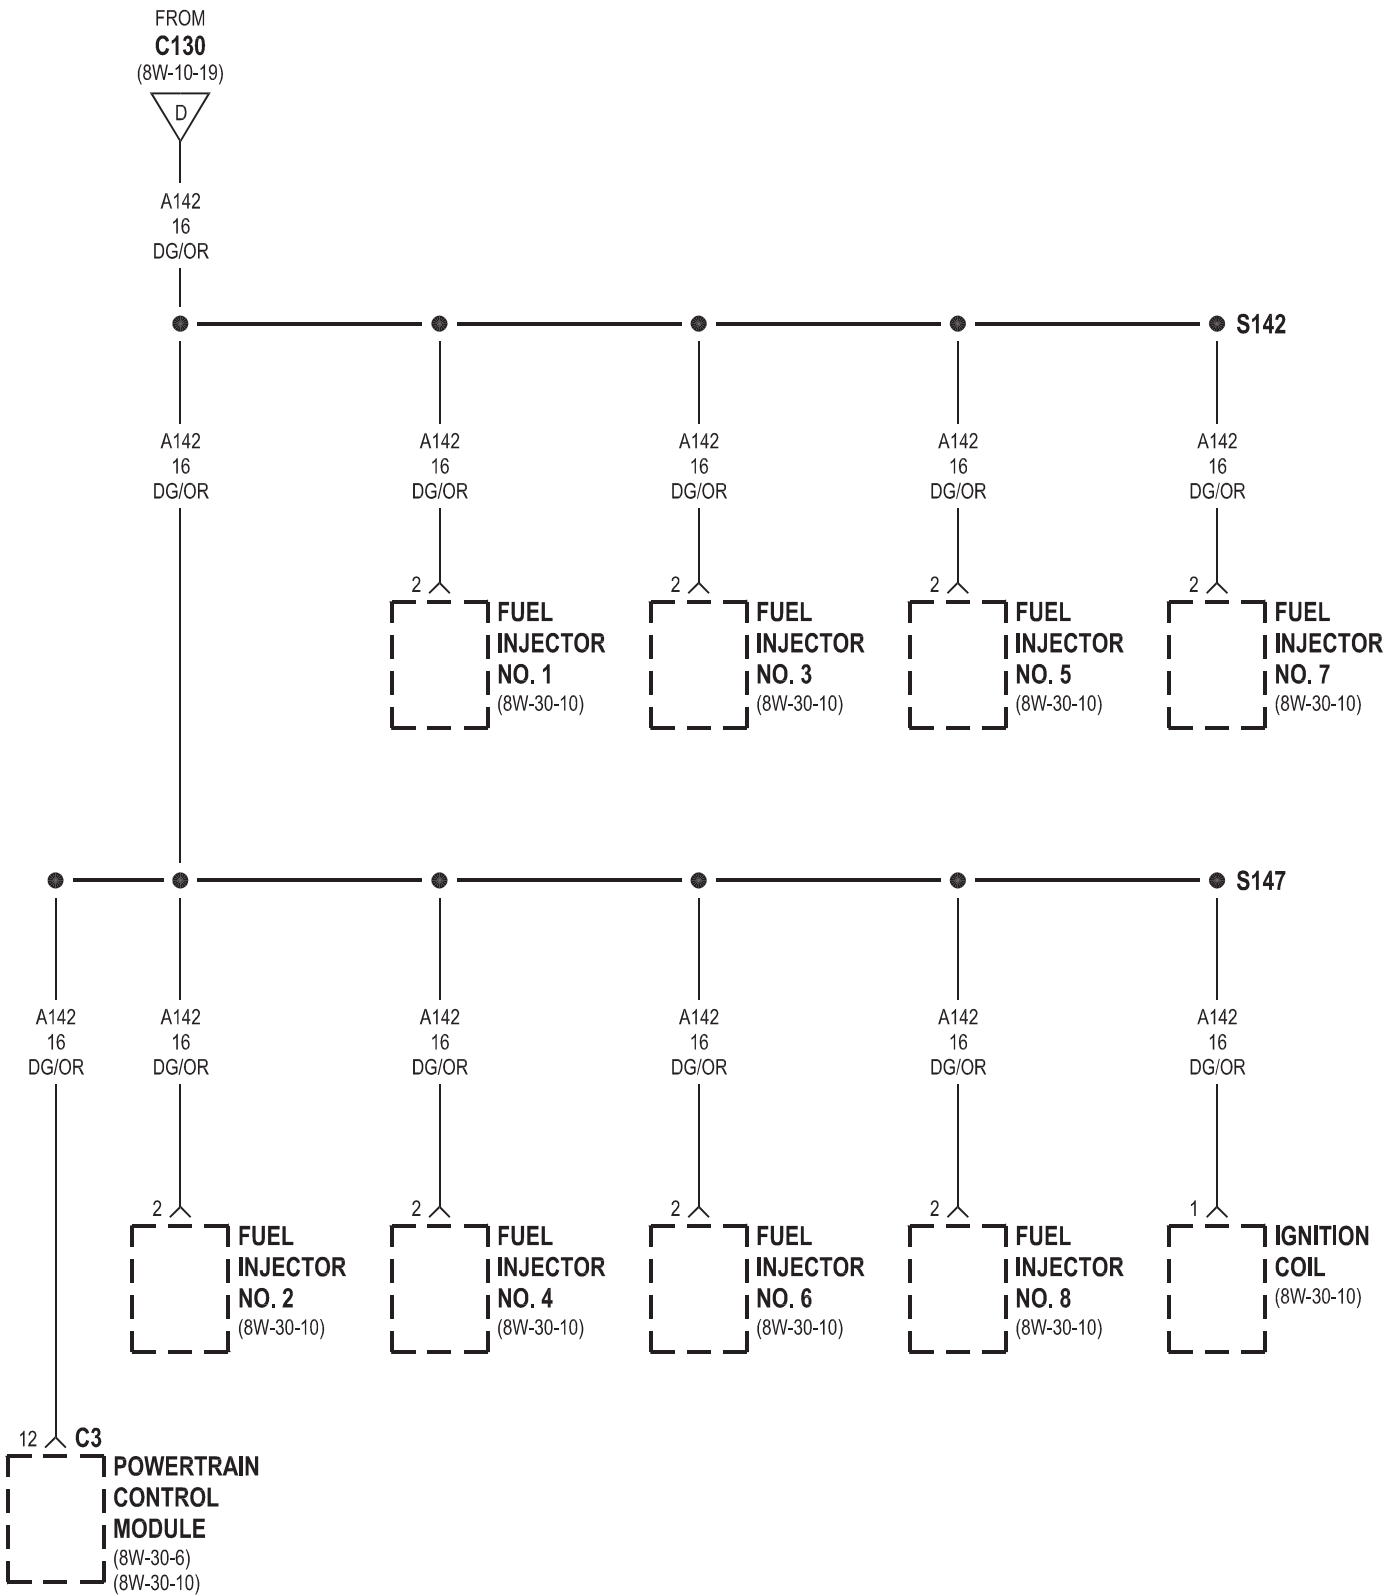 FROM
C130
(8W-10-19)
D
A142
16
DG/OR
S142
A142
16
DG/OR
A142
16
DG/OR
A142
16
DG/OR
A142
16
DG/OR
A142
16
DG/OR
2
FUEL
INJECTOR
NO. 1
(8W-30-10)
2
FUEL
INJECTOR
NO. 3
(8W-30-10)
2
FUEL
INJECTOR
NO. 5
(8W-30-10)
2
FUEL
INJECTOR
NO. 7
(8W-30-10)
S147
A142
16
DG/OR
A142
16
DG/OR
A142
16
DG/OR
A142
16
DG/OR
A142
16
DG/OR
A142
16
DG/OR
2
FUEL
INJECTOR
NO. 2
(8W-30-10)
2
FUEL
INJECTOR
NO. 4
(8W-30-10)
2
FUEL
INJECTOR
NO. 6
(8W-30-10)
2
FUEL
INJECTOR
NO. 8
(8W-30-10)
1
IGNITION
COIL
(8W-30-10)
12
C3
POWERTRAIN
CONTROL
MODULE
(8W-30-6)
(8W-30-10)